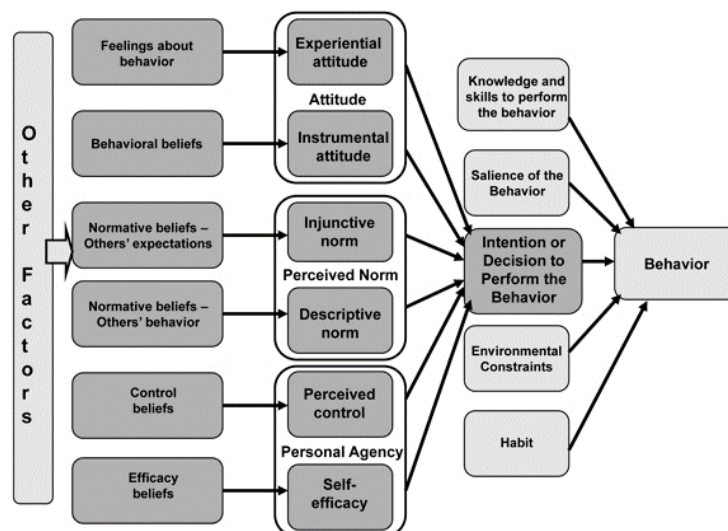 Other Factors
Feelings about
behavior
Behavioral beliefs
Normative beliefs –
Others' expectations
Normative beliefs –
Others' behavior
Control
beliefs
Efficacy
beliefs
Experiential
attitude
Attitude
Instrumental
attitude
Injunctive
norm
Perceived Norm
Descriptive
norm
Perceived
control
Personal Agency
Self-
efficacy
Intention or
Decision to
Perform the
Behavior
Knowledge and
skills to perform
the behavior
Salience of the
Behavior
Environmental
Constraints
Habit
Behavior